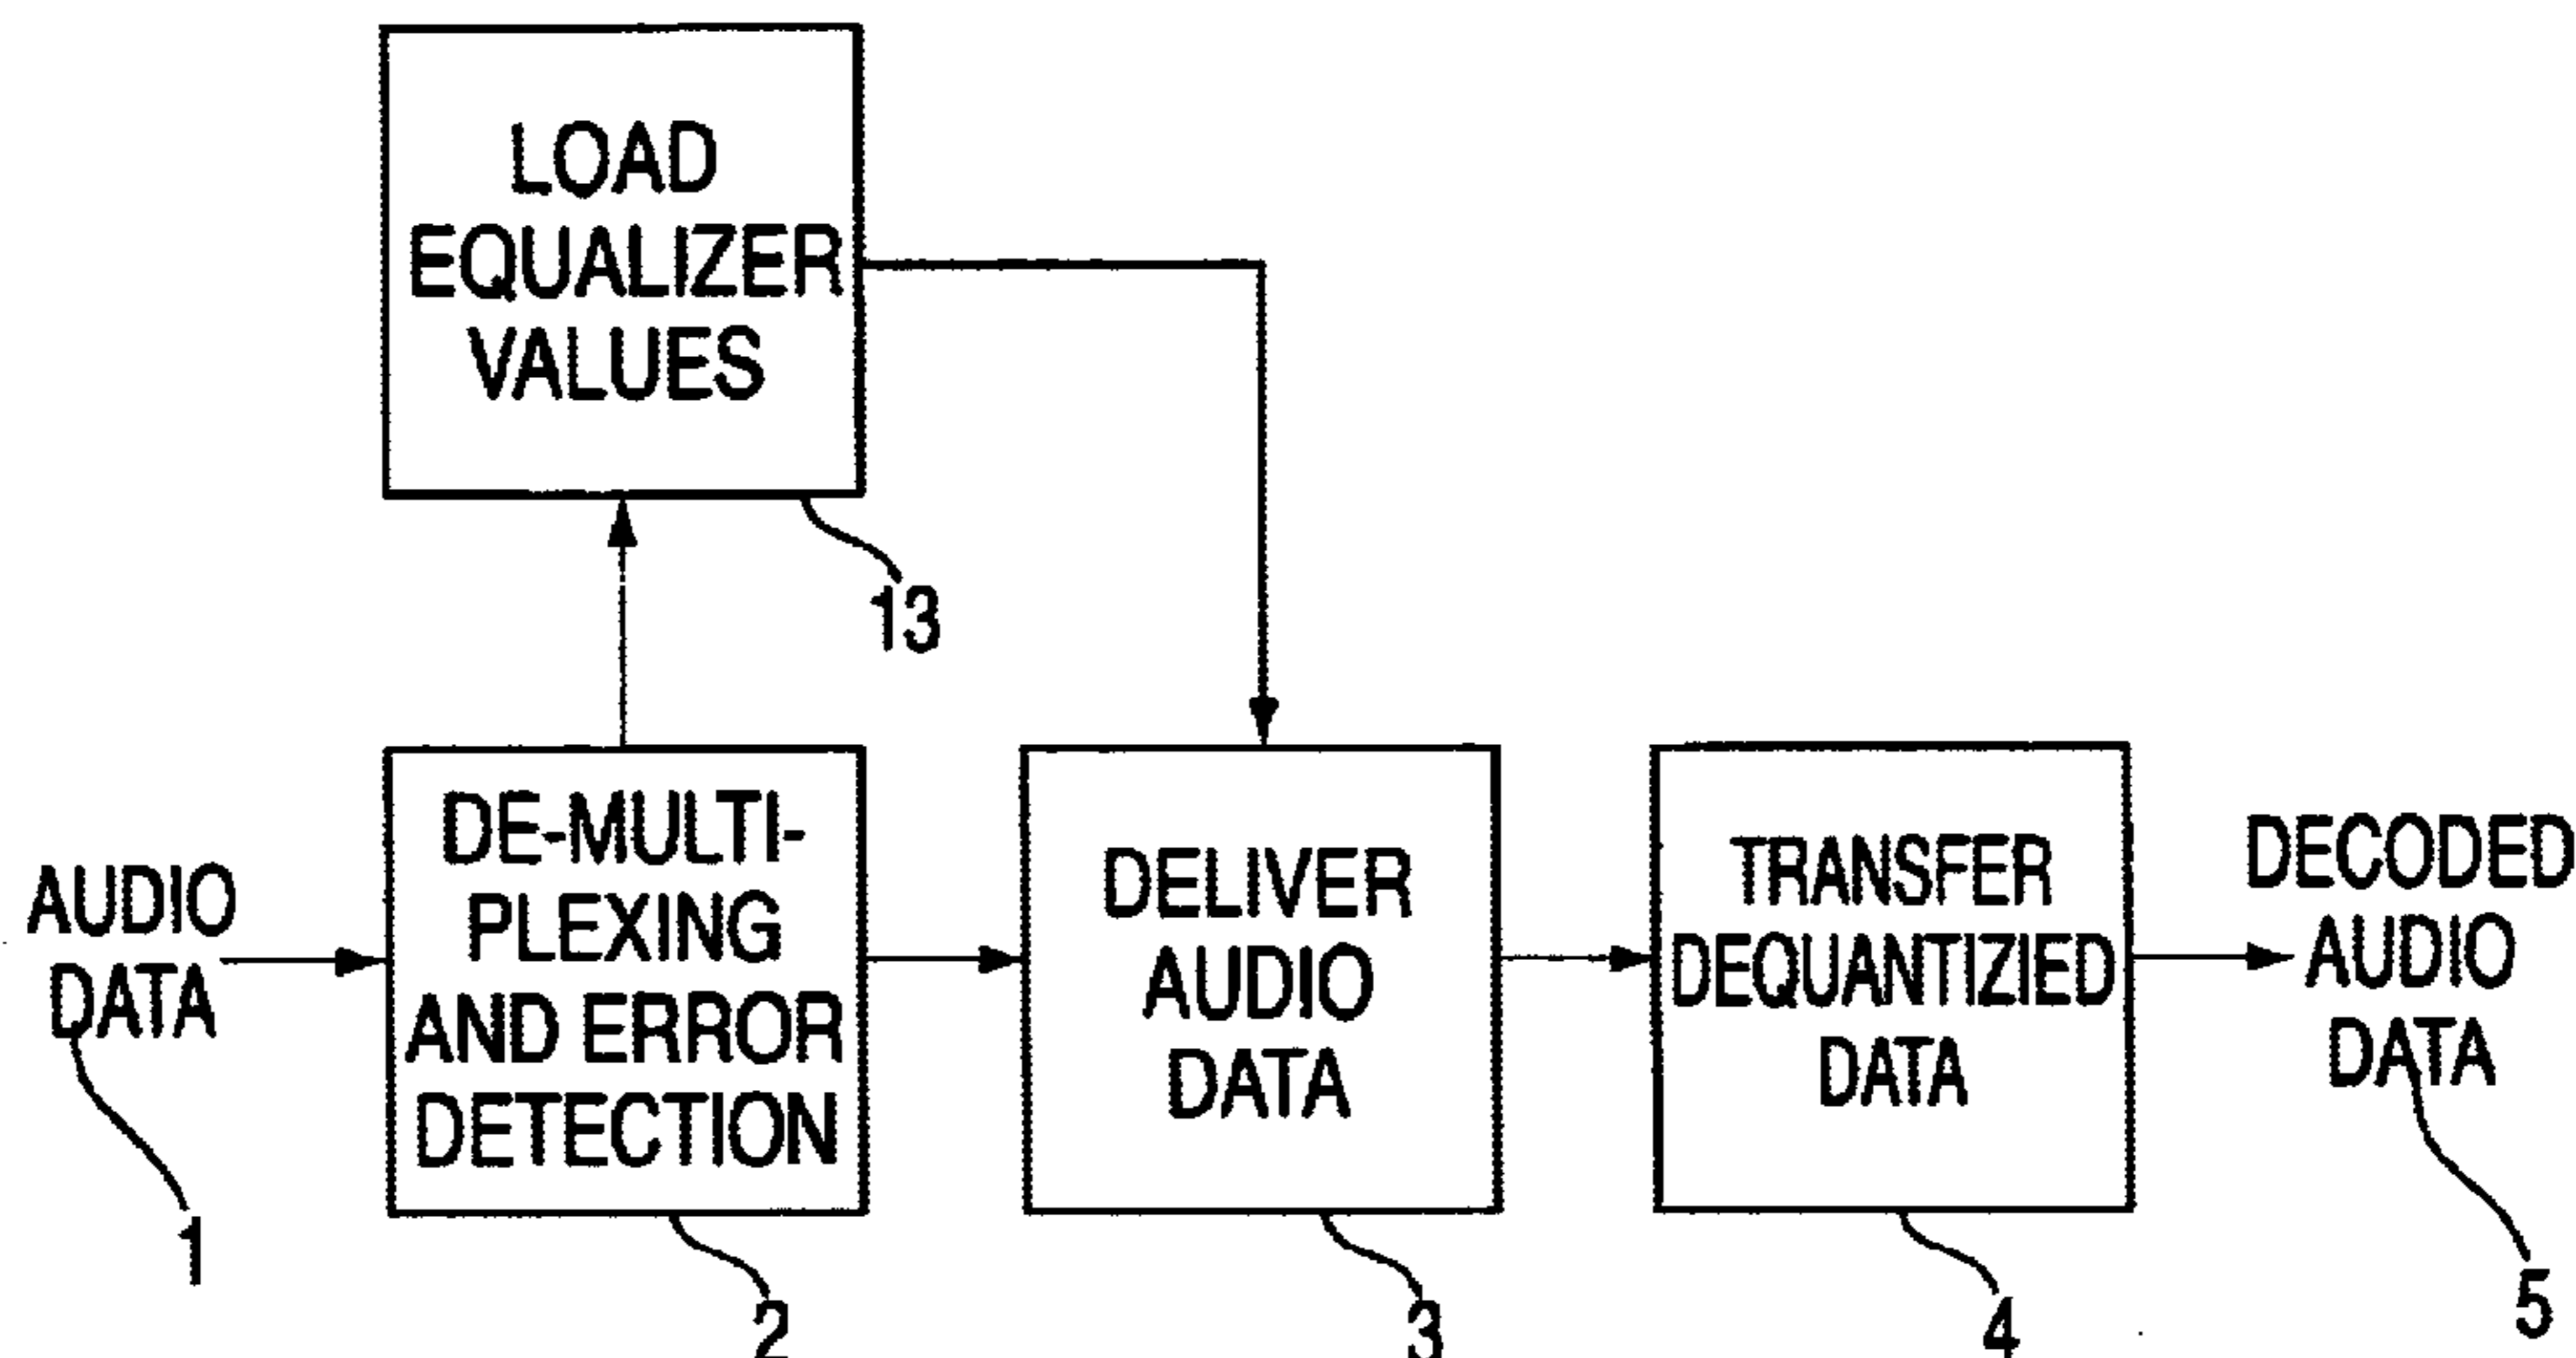 LOAD
EQUALIZER
VALUES
13
AUDIO
DATA
1
DE-MULTI-
PLEXING
AND ERROR
DETECTION
2
DELIVER
AUDIO
DATA
3
TRANSFER
DEQUANTIZIED
DATA
4
DECODED
AUDIO
DATA
5